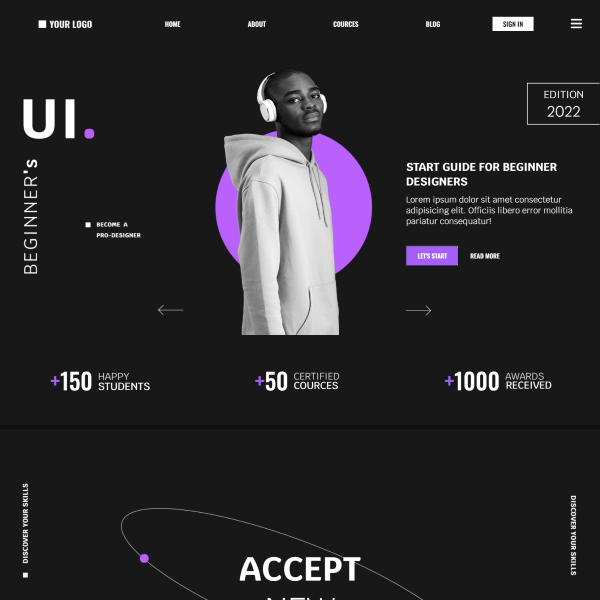 YOUR LOGO
HOME
ABOUT
COURCES
BLOG
SIGN IN
UI.
BEGINNER's
BECOME A
PRO-DESIGNER
EDITION
2022
START GUIDE FOR BEGINNER
DESIGNERS
Lorem ipsum dolor sit amet consectetur
adipisicing elit. Officiis libero error mollitia
pariatur consequatur!
LET'S START
READ MORE
+150 HAPPY
STUDENTS
+50 CERTIFIED
COURCES
+1000 AWARDS
RECEIVED
DISCOVER YOUR SKILLS
DISCOVER YOUR SKILLS
ACCEPT
NEW